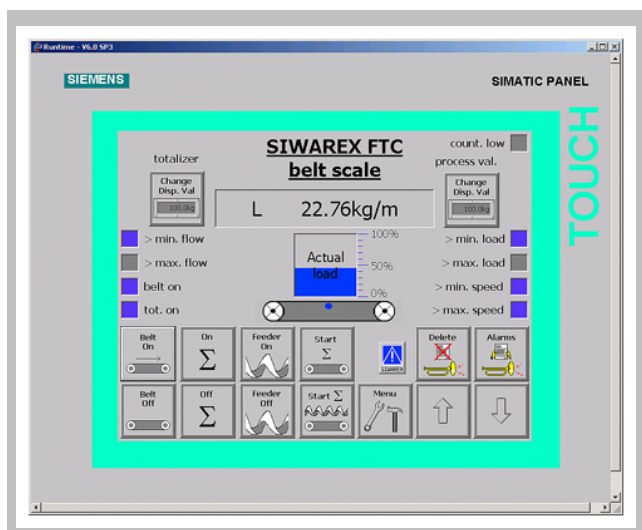 Runtime - V6.0 SP3
SIEMENS
SIMATIC PANEL
TOUCH
SIWAREX FTC
belt scale
count. low
totalizer
process val.
Change
Disp. Val
100.0kg
Change
Disp. Val
100.0kg
L 22.76kg/m
> min. flow
> max. flow
belt on
tot. on
Actual
load
100%
50%
0%
> min. load
> max. load
> min. speed
> max. speed
Belt
On
On
Σ
Feeder
On
Start
Σ
SIWAREX
Delete
Alarms
Belt
Off
Off
Σ
Feeder
Off
Start Σ
Menu